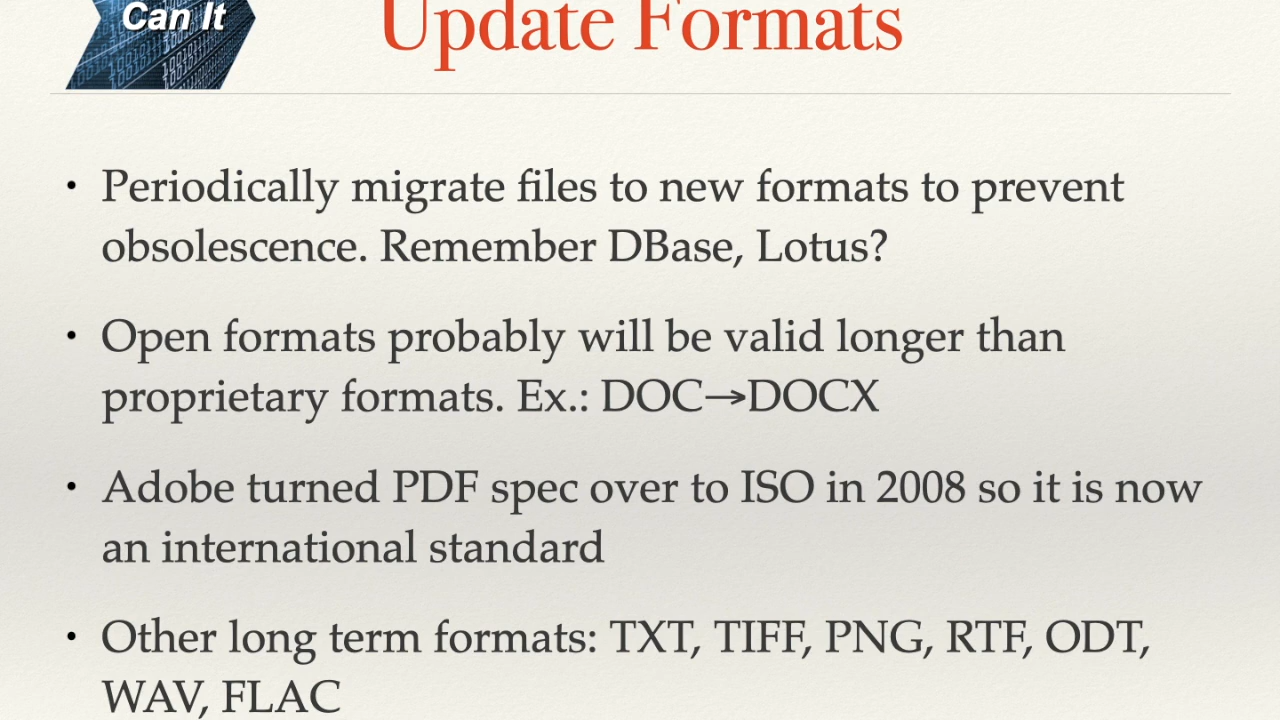 Can It
Update Formats
• Periodically migrate files to new formats to prevent
obsolescence. Remember DBase, Lotus?
• Open formats probably will be valid longer than
proprietary formats. Ex.: DOC→DOCX
• Adobe turned PDF spec over to ISO in 2008 so it is now
an international standard
• Other long term formats: TXT, TIFF, PNG, RTF, ODT,
WAV, FLAC